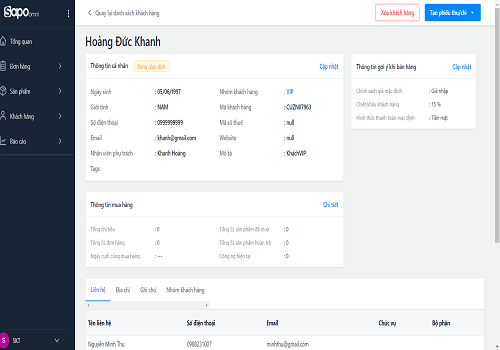 Sapo omni
Quay lại danh sách khách hàng
Xóa khách hàng
Tạo phiếu thu/chi
Tổng quan
Đơn hàng
Sản phẩm
Khách hàng
Báo cáo
SKT
Hoàng Đức Khanh
Thông tin cá nhân Đang giao dịch Cập nhật
Ngày sinh : 05/06/1997 Nhóm khách hàng : VIP
Giới tính : NAM Mã khách hàng : CUZN07963
Số điện thoại : 0999999999 Mã số thuế : null
Email : khanh@gmail.com Website : null
Nhân viên phụ trách : Khanh Hoàng Mô tả : KháchVIP
Tags
Thông tin gợi ý khi bán hàng Cập nhật
Chính sách giá mặc định : Giá nhập
Chiết khấu khách hàng : 15 %
Hình thức thanh toán mặc định : Tiền mặt
Thông tin mua hàng Chi tiết
Tổng chi tiêu : 0 Tổng SL sản phẩm đã mua : 0
Tổng SL đơn hàng : 0 Tổng SL sản phẩm hoàn trả : 0
Ngày cuối cùng mua hàng : --- Công nợ hiện tại : 0
Liên hệ Địa chỉ Ghi chú Nhóm khách hàng
Tên liên hệ Số điện thoại Email Chức vụ Bộ phận
Nguyễn Minh Thu 0908231007 minhthu@gmail.com